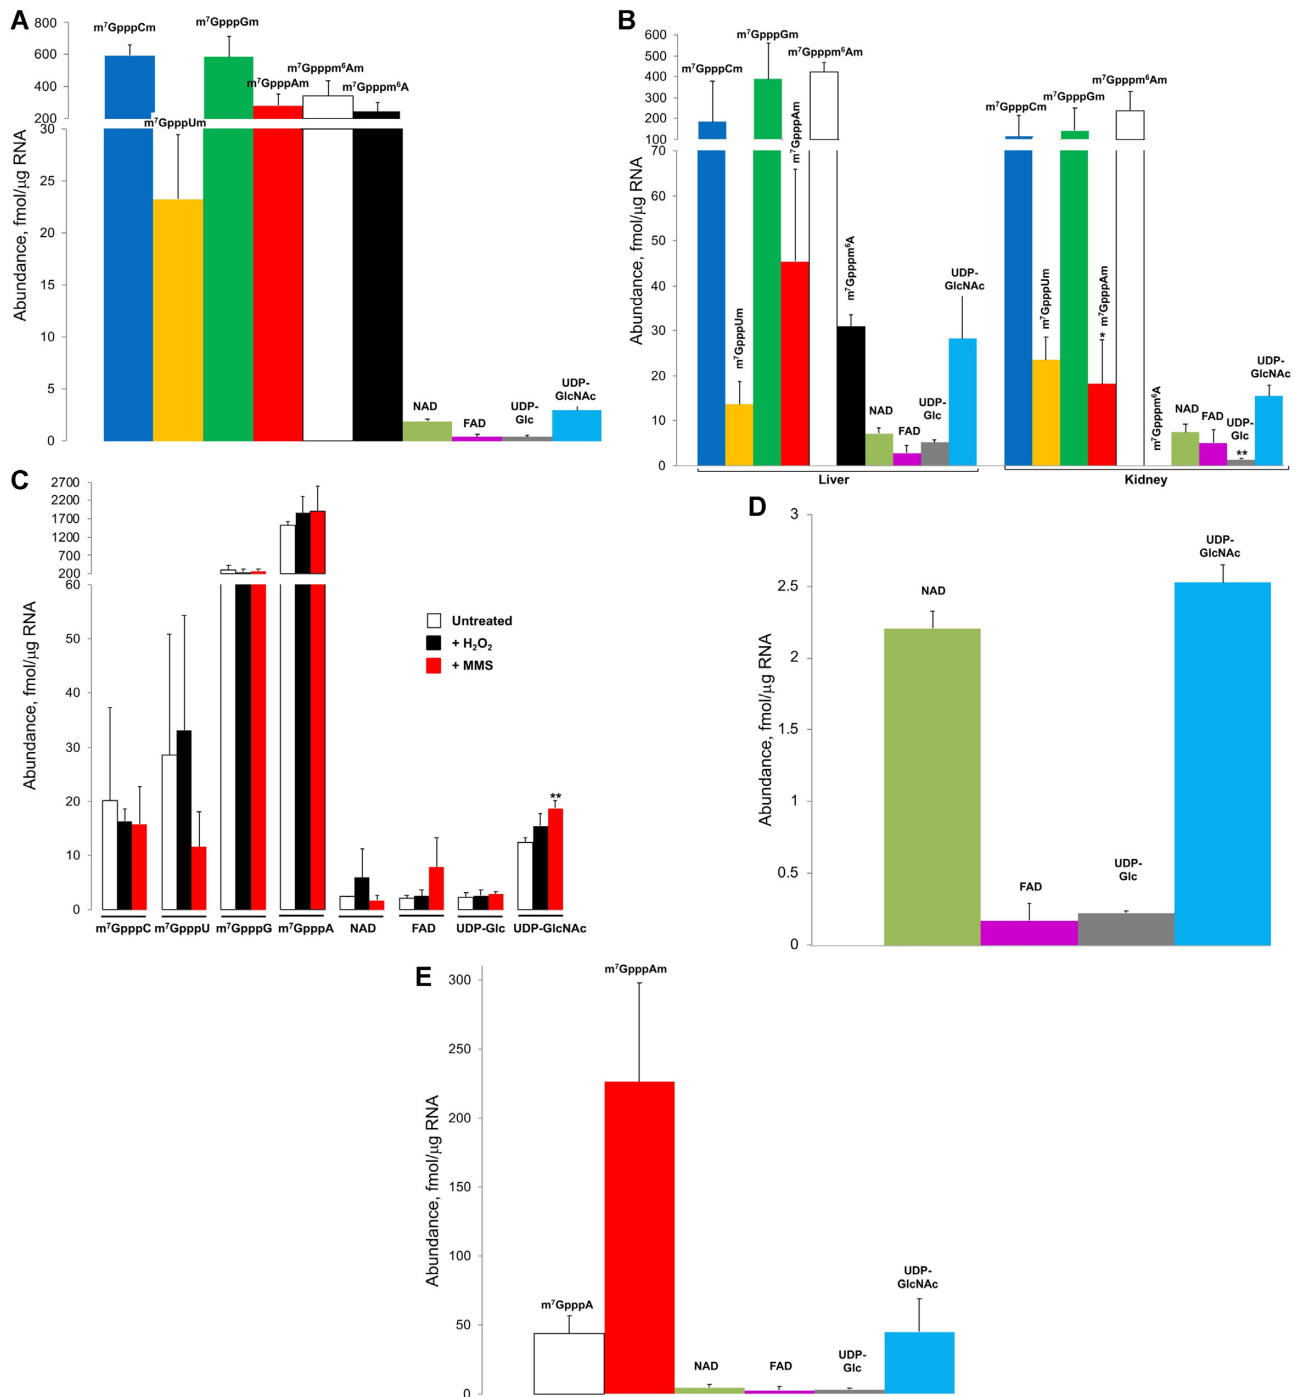 A
Abundance, fmol/µg RNA
800
600
400
200
30
25
20
15
10
5
0
m⁷GpppCm
m⁷GpppUm
m⁷GpppGm
m⁷GpppAm
m⁷Gpppm⁶Am
m⁷Gpppm⁶A
NAD
FAD
UDP-
Glc
UDP-
GlcNAc
B
Abundance, fmol/µg RNA
600
500
400
300
200
100
70
60
50
40
30
20
10
0
m⁷GpppCm
m⁷GpppUm
m⁷GpppGm
m⁷GpppAm
m⁷Gpppm⁶Am
m⁷Gpppm⁶A
NAD
FAD
UDP-
Glc
UDP-
GlcNAc
Liver
m⁷GpppCm
m⁷GpppUm
m⁷GpppGm
* m⁷GpppAm
m⁷Gpppm⁶Am
m⁷Gpppm⁶A
NAD
FAD
UDP-
Glc
**
UDP-
GlcNAc
Kidney
C
Abundance, fmol/µg RNA
2700
2200
1700
1200
700
200
60
50
40
30
20
10
0
Untreated
+ H₂O₂
+ MMS
**
m⁷GpppC
m⁷GpppU
m⁷GpppG
m⁷GpppA
NAD
FAD
UDP-Glc
UDP-GlcNAc
D
Abundance, fmol/µg RNA
3
2.5
2
1.5
1
0.5
0
NAD
FAD
UDP-
Glc
UDP-
GlcNAc
E
Abundance, fmol/µg RNA
300
250
200
150
100
50
0
m⁷GpppA
m⁷GpppAm
NAD
FAD
UDP-
Glc
UDP-
GlcNAc